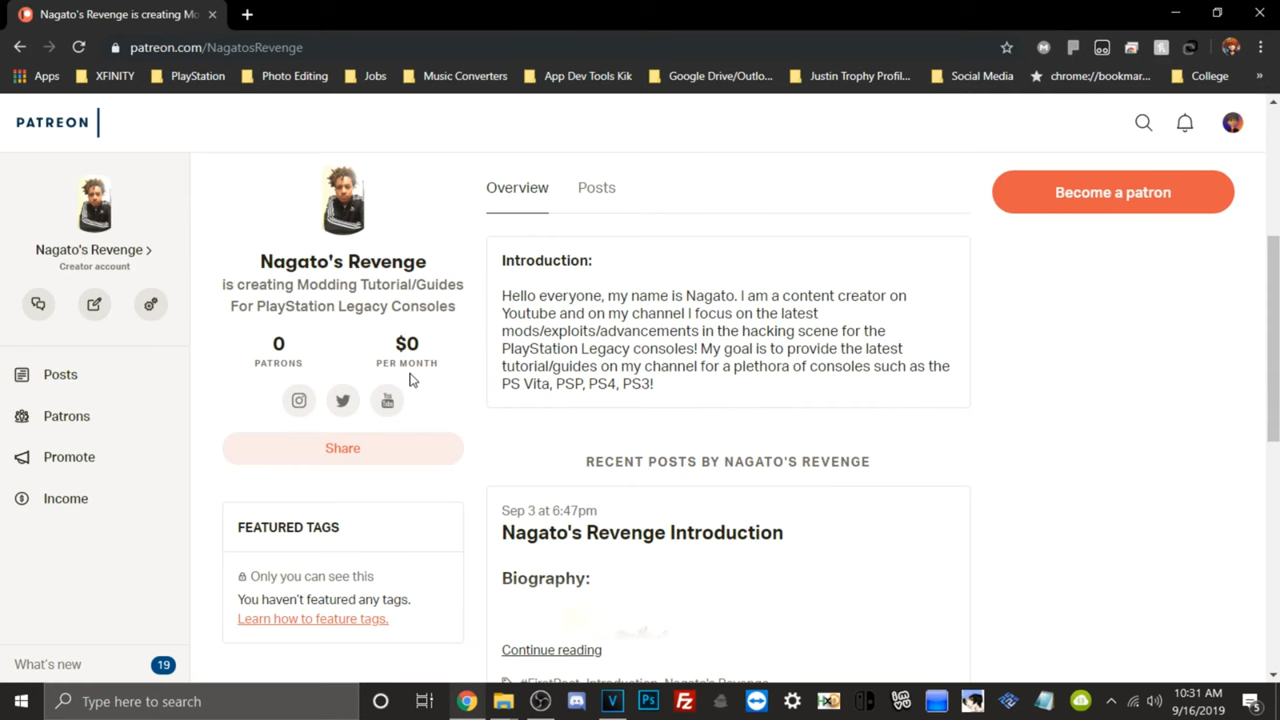 Nagato's Revenge is creating Mo
patreon.com/NagatosRevenge
Apps
XFINITY
PlayStation
Photo Editing
Jobs
Music Converters
App Dev Tools Kik
Google Drive/Outlo...
Justin Trophy Profil...
Social Media
chrome://bookmar...
College
»
PATREON
Nagato's Revenge >
Creator account
Posts
Patrons
Promote
Income
What's new
19
Nagato's Revenge
is creating Modding Tutorial/Guides
For PlayStation Legacy Consoles
0
PATRONS
$0
PER MONTH
Share
FEATURED TAGS
Only you can see this
You haven't featured any tags.
Learn how to feature tags.
Overview
Posts
Introduction:
Hello everyone, my name is Nagato. I am a content creator on
Youtube and on my channel I focus on the latest
mods/exploits/advancements in the hacking scene for the
PlayStation Legacy consoles! My goal is to provide the latest
tutorial/guides on my channel for a plethora of consoles such as the
PS Vita, PSP, PS4, PS3!
RECENT POSTS BY NAGATO'S REVENGE
Sep 3 at 6:47pm
Nagato's Revenge Introduction
Biography:
Continue reading
#FirstPost, Introduction, Nagato's Revenge
Become a patron
Type here to search
10:31 AM
9/16/2019
5